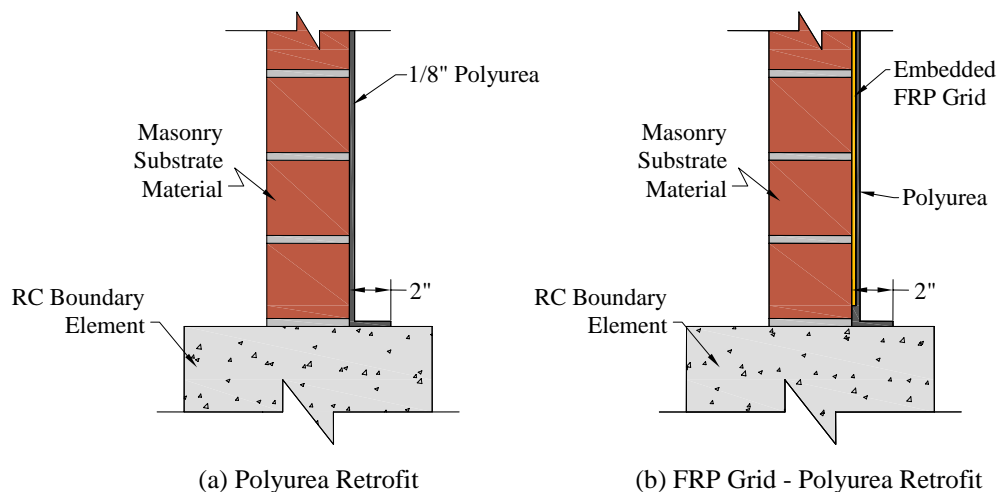 1/8" Polyurea
Masonry
Substrate
Material
2"
RC Boundary
Element
(a) Polyurea Retrofit
Embedded
FRP Grid
Masonry
Substrate
Material
Polyurea
2"
RC Boundary
Element
(b) FRP Grid - Polyurea Retrofit